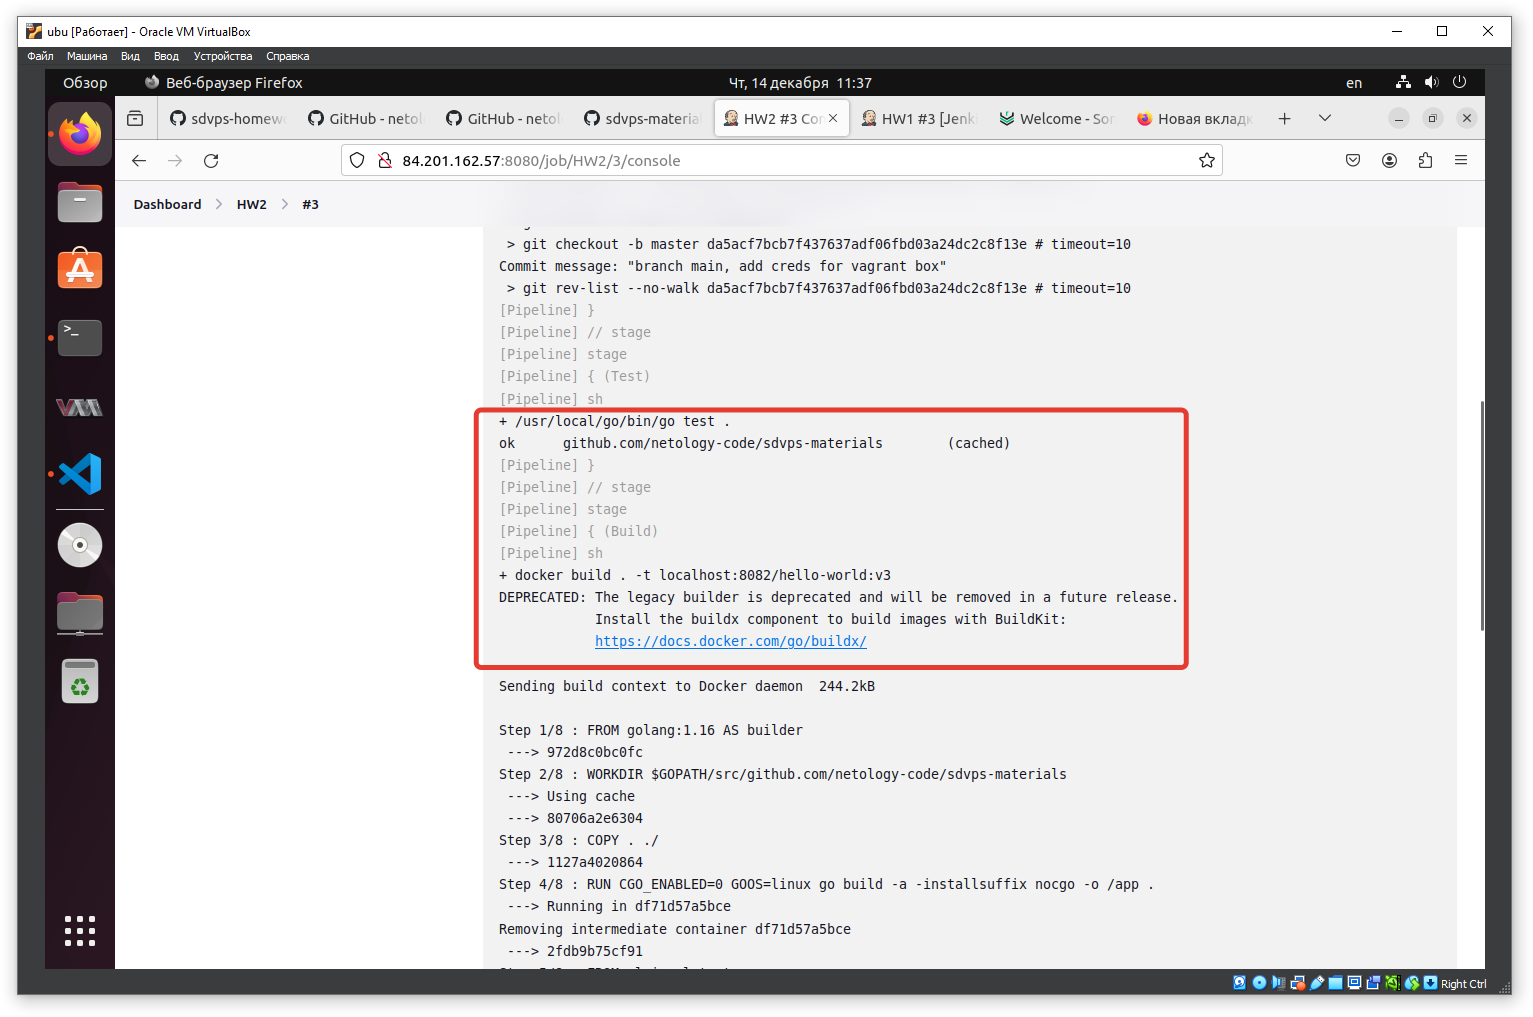 ubu [Работает] - Oracle VM VirtualBox
Файл Машина Вид Ввод Устройства Справка
Обзор Веб-браузер Firefox Чт, 14 декабря 11:37 en
sdvps-homew GitHub - netol GitHub - netol sdvps-materia HW2 #3 Con HW1 #3 [Jenk Welcome - Son Новая вкладк
84.201.162.57:8080/job/HW2/3/console
Dashboard HW2 #3
> git checkout -b master da5acf7bcb7f437637adf06fbd03a24dc2c8f13e # timeout=10
Commit message: "branch main, add creds for vagrant box"
> git rev-list --no-walk da5acf7bcb7f437637adf06fbd03a24dc2c8f13e # timeout=10
[Pipeline] }
[Pipeline] // stage
[Pipeline] stage
[Pipeline] { (Test)
[Pipeline] sh
+ /usr/local/go/bin/go test .
ok github.com/netology-code/sdvps-materials (cached)
[Pipeline] }
[Pipeline] // stage
[Pipeline] stage
[Pipeline] { (Build)
[Pipeline] sh
+ docker build . -t localhost:8082/hello-world:v3
DEPRECATED: The legacy builder is deprecated and will be removed in a future release.
Install the buildx component to build images with BuildKit:
https://docs.docker.com/go/buildx/
Sending build context to Docker daemon 244.2kB
Step 1/8 : FROM golang:1.16 AS builder
---> 972d8c0bc0fc
Step 2/8 : WORKDIR $GOPATH/src/github.com/netology-code/sdvps-materials
---> Using cache
---> 80706a2e6304
Step 3/8 : COPY . ./
---> 1127a4020864
Step 4/8 : RUN CGO_ENABLED=0 GOOS=linux go build -a -installsuffix nocgo -o /app .
---> Running in df71d57a5bce
Removing intermediate container df71d57a5bce
---> 2fdb9b75cf91
Right Ctrl